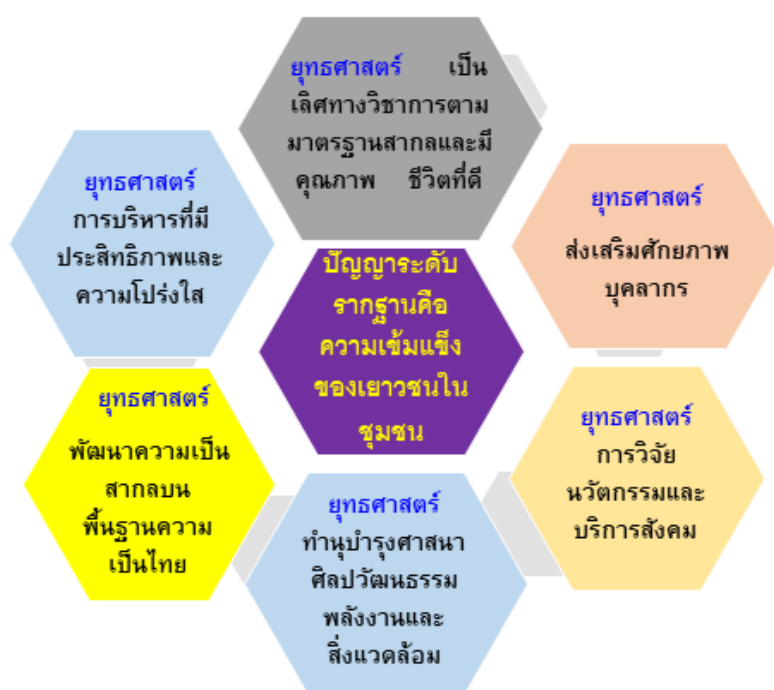 ยุทธศาสตร์ เป็น
เลิศทางวิชาการตาม
มาตรฐานสากลและมี
คุณภาพ ชีวิตที่ดี
ยุทธศาสตร์
ส่งเสริมศักยภาพ
บุคลากร
ยุทธศาสตร์
การวิจัย
นวัตกรรมและ
บริการสังคม
ยุทธศาสตร์
ทำนุบำรุงศาสนา
ศิลปวัฒนธรรม
พลังงานและ
สิ่งแวดล้อม
ยุทธศาสตร์
พัฒนาความเป็น
สากลบน
พื้นฐานความ
เป็นไทย
ยุทธศาสตร์
การบริหารที่มี
ประสิทธิภาพและ
ความโปร่งใส
ปัญญาระดับ
รากฐานคือ
ความเข้มแข็ง
ของเยาวชนใน
ชุมชน